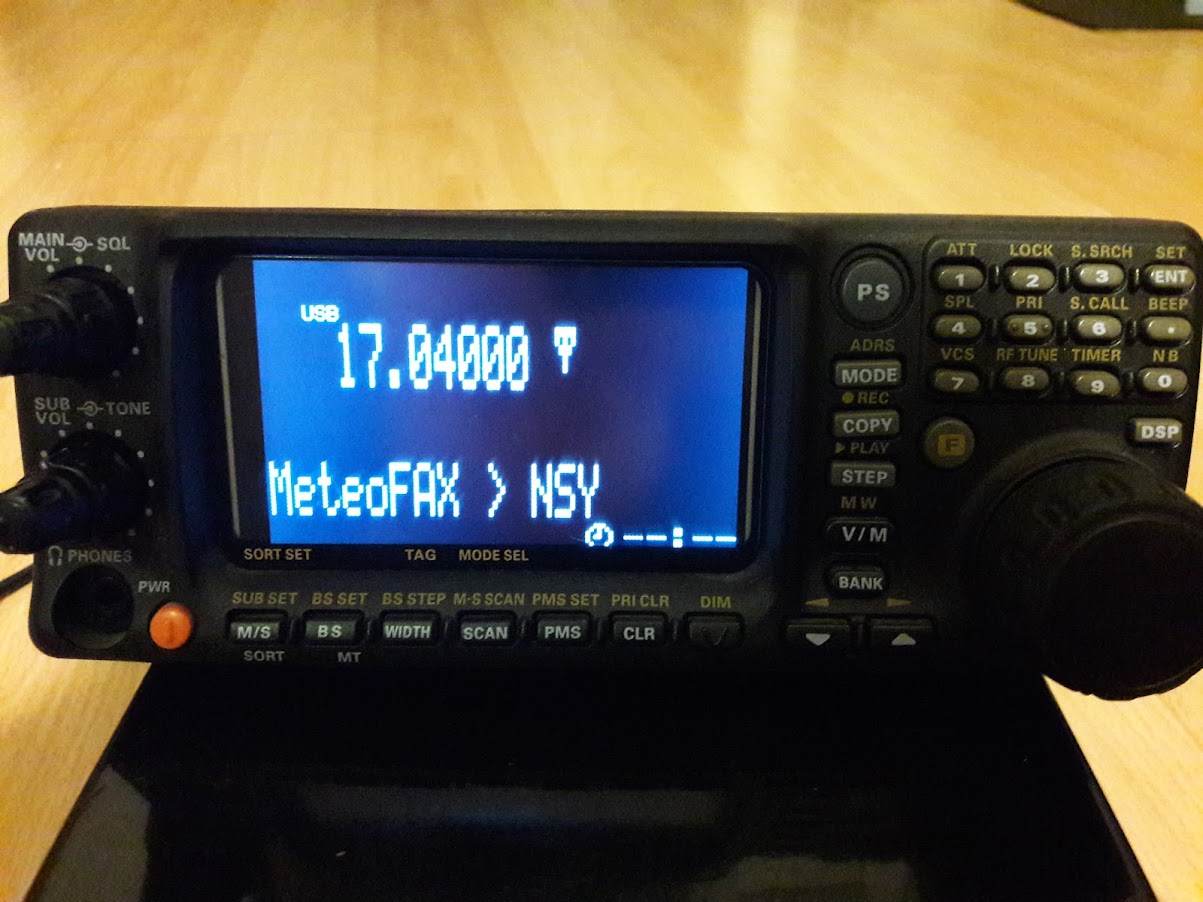 MAIN VOL SQL
SUB VOL TONE
PHONES
PWR
USB
17.04000
MeteoFAX > NSY
--:--
SORT SET TAG MODE SEL
SUB SET BS SET BS STEP M-S SCAN PMS SET PRI CLR DIM
M/S BS WIDTH SCAN PMS CLR
SORT MT
PS
ADRS
MODE
REC
COPY
PLAY
STEP
MW
V/M
BANK
ATT LOCK S. SRCH SET
1 2 3 ENT
SPL PRI S. CALL BEEP
4 5 6 .
VCS RF TUNE TIMER NB
7 8 9 0
F
DSP